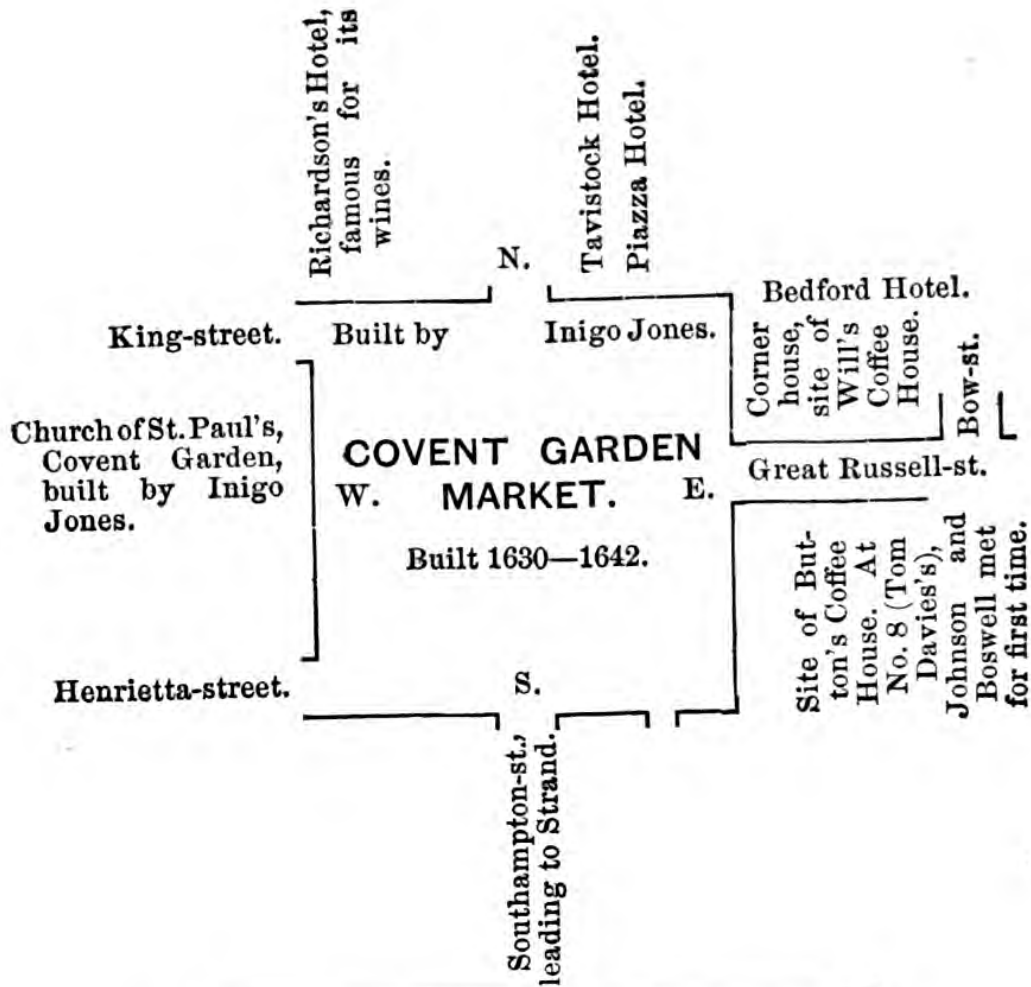 Richardson's Hotel,
famous for its
wines.
Tavistock Hotel.
Piazza Hotel.
N.
Bedford Hotel.
King-street.
Built by
Inigo Jones.
Corner
house,
site of
Will's
Coffee
House.
Bow-st.
Church of St. Paul's,
Covent Garden,
built by Inigo
Jones.
COVENT GARDEN
W. MARKET. E.
Great Russell-st.
Built 1630—1642.
Site of But-
ton's Coffee
House. At
No. 8 (Tom
Davies's),
Johnson and
Boswell met
for first time.
Henrietta-street.
S.
Southampton-st.,
leading to Strand.